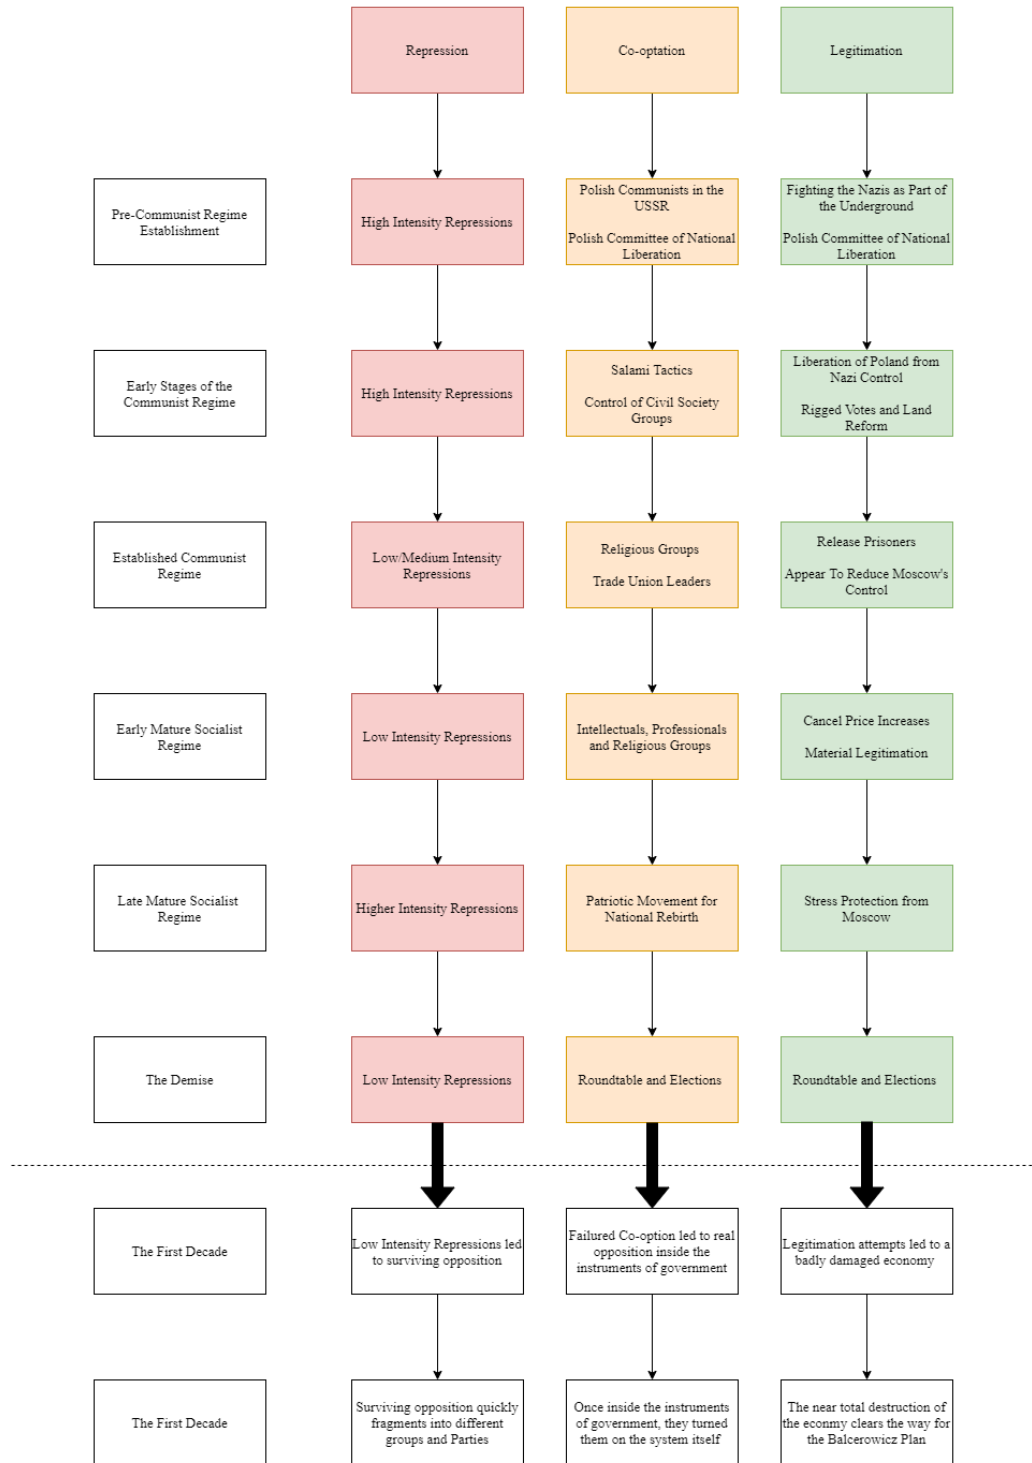 Repression
Co-optation
Legitimation
Pre-Communist Regime
Establishment
High Intensity Repressions
Polish Communists in the
USSR
Polish Committee of National
Liberation
Fighting the Nazis as Part of
the Underground
Polish Committee of National
Liberation
Early Stages of the
Communist Regime
High Intensity Repressions
Salami Tactics
Control of Civil Society
Groups
Liberation of Poland from
Nazi Control
Rigged Votes and Land
Reform
Established Communist
Regime
Low/Medium Intensity
Repressions
Religious Groups
Trade Union Leaders
Release Prisoners
Appear To Reduce Moscow's
Control
Early Mature Socialist
Regime
Low Intensity Repressions
Intellectuals, Professionals
and Religious Groups
Cancel Price Increases
Material Legitimation
Late Mature Socialist
Regime
Higher Intensity Repressions
Patriotic Movement for
National Rebirth
Stress Protection from
Moscow
The Demise
Low Intensity Repressions
Roundtable and Elections
Roundtable and Elections
The First Decade
Low Intensity Repressions led
to surviving opposition
Failured Co-option led to real
opposition inside the
instruments of government
Legitimation attempts led to a
badly damaged economy
The First Decade
Surviving opposition quickly
fragments into different
groups and Parties
Once inside the instruments
of government, they turned
them on the system itself
The near total destruction of
the econmy clears the way for
the Balcerowicz Plan